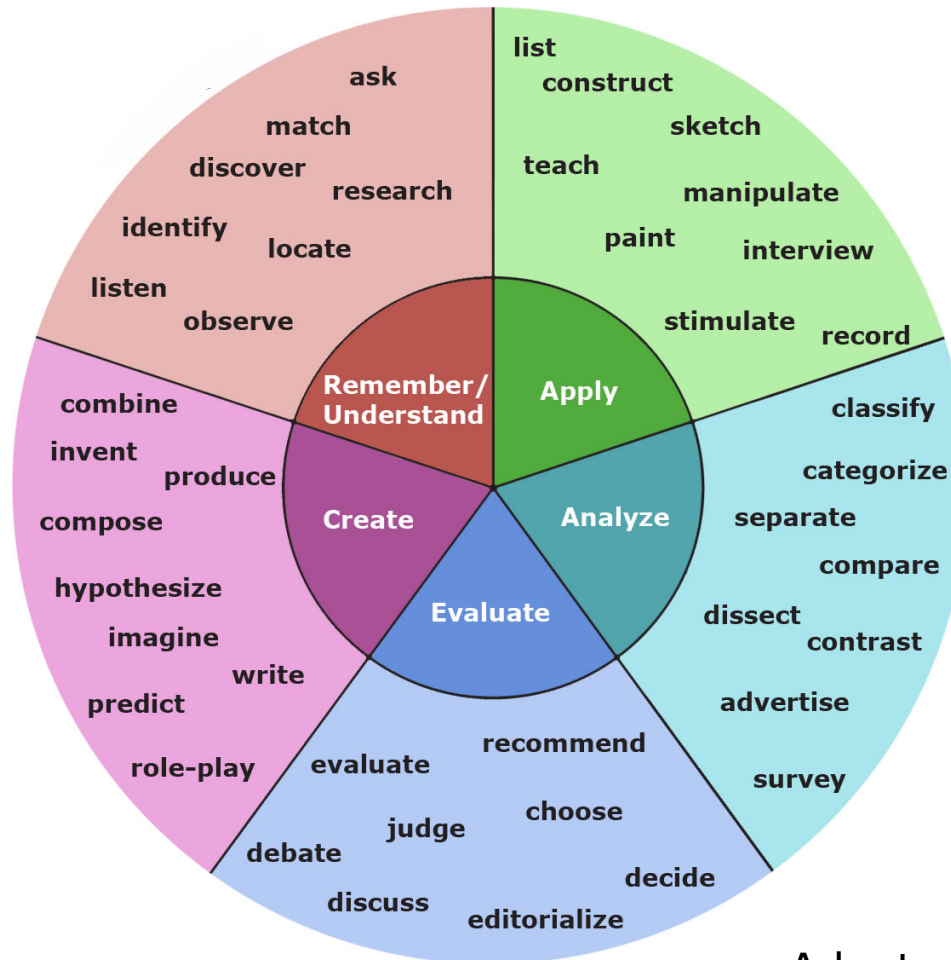 ask
match
discover
research
identify
locate
listen
observe
Remember/
Understand
list
construct
sketch
teach
manipulate
paint
interview
stimulate
record
Apply
classify
categorize
separate
compare
dissect
contrast
advertise
survey
Analyze
recommend
evaluate
choose
judge
debate
decide
discuss
editorialize
Evaluate
combine
invent
produce
compose
hypothesize
imagine
write
predict
role-play
Create